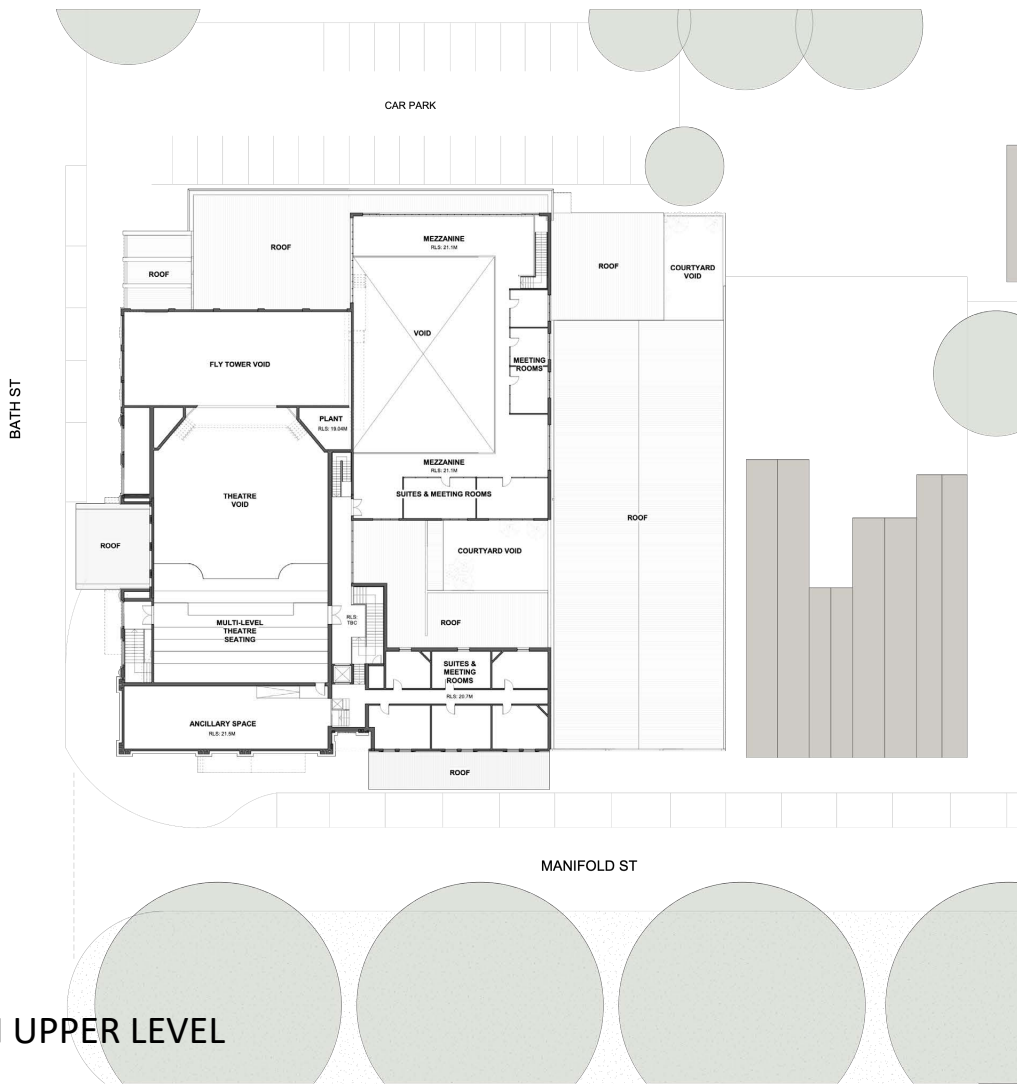 CAR PARK
MEZZANINE
RLS: 21.1M
ROOF
ROOF
COURTYARD
VOID
ROOF
VOID
FLY TOWER VOID
MEETING
ROOMS
BATH ST
PLANT
RLS: 19.04M
MEZZANINE
RLS: 21.1M
SUITES & MEETING ROOMS
THEATRE
VOID
ROOF
ROOF
COURTYARD VOID
MULTI-LEVEL
THEATRE
SEATING
RLS:
TBC
ROOF
SUITES &
MEETING
ROOMS
RLS: 20.7M
ANCILLARY SPACE
RLS: 21.5M
ROOF
MANIFOLD ST
UPPER LEVEL